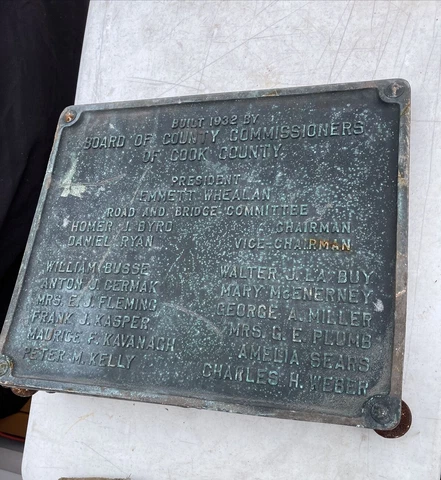 BUILT 1932 BY
BOARD OF COUNTY COMMISSIONERS
OF COOK COUNTY
PRESIDENT
EMMETT WHEALAN
ROAD AND BRIDGE COMMITTEE
HOMER J. BYRD CHAIRMAN
DANIEL RYAN VICE-CHAIRMAN
WILLIAM BUSSE WALTER J. LA BUY
ANTON J. CERMAK MARY McENERNEY
MRS. E. J. FLEMING GEORGE A. MILLER
FRANK J. KASPER MRS. G. E. PLUMB
MAURICE F. KAVANAGH AMELIA SEARS
PETER M. KELLY CHARLES H. WEBER